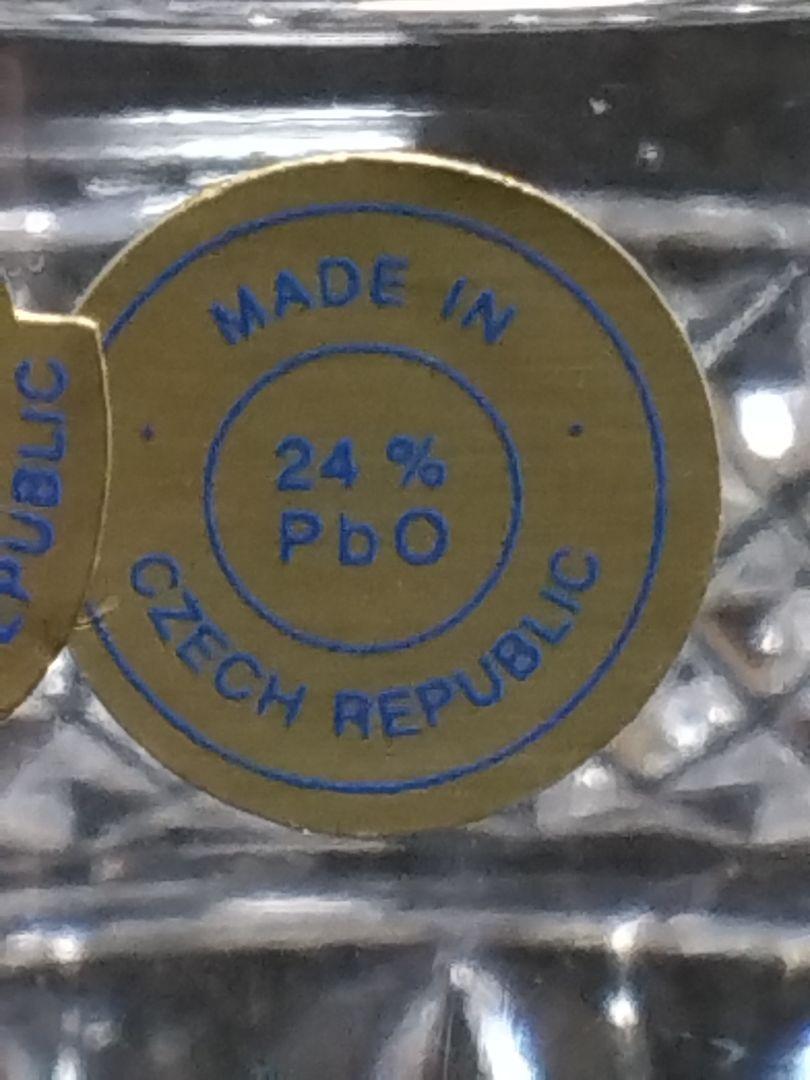 MADE IN
24 %
PbO
CZECH REPUBLIC